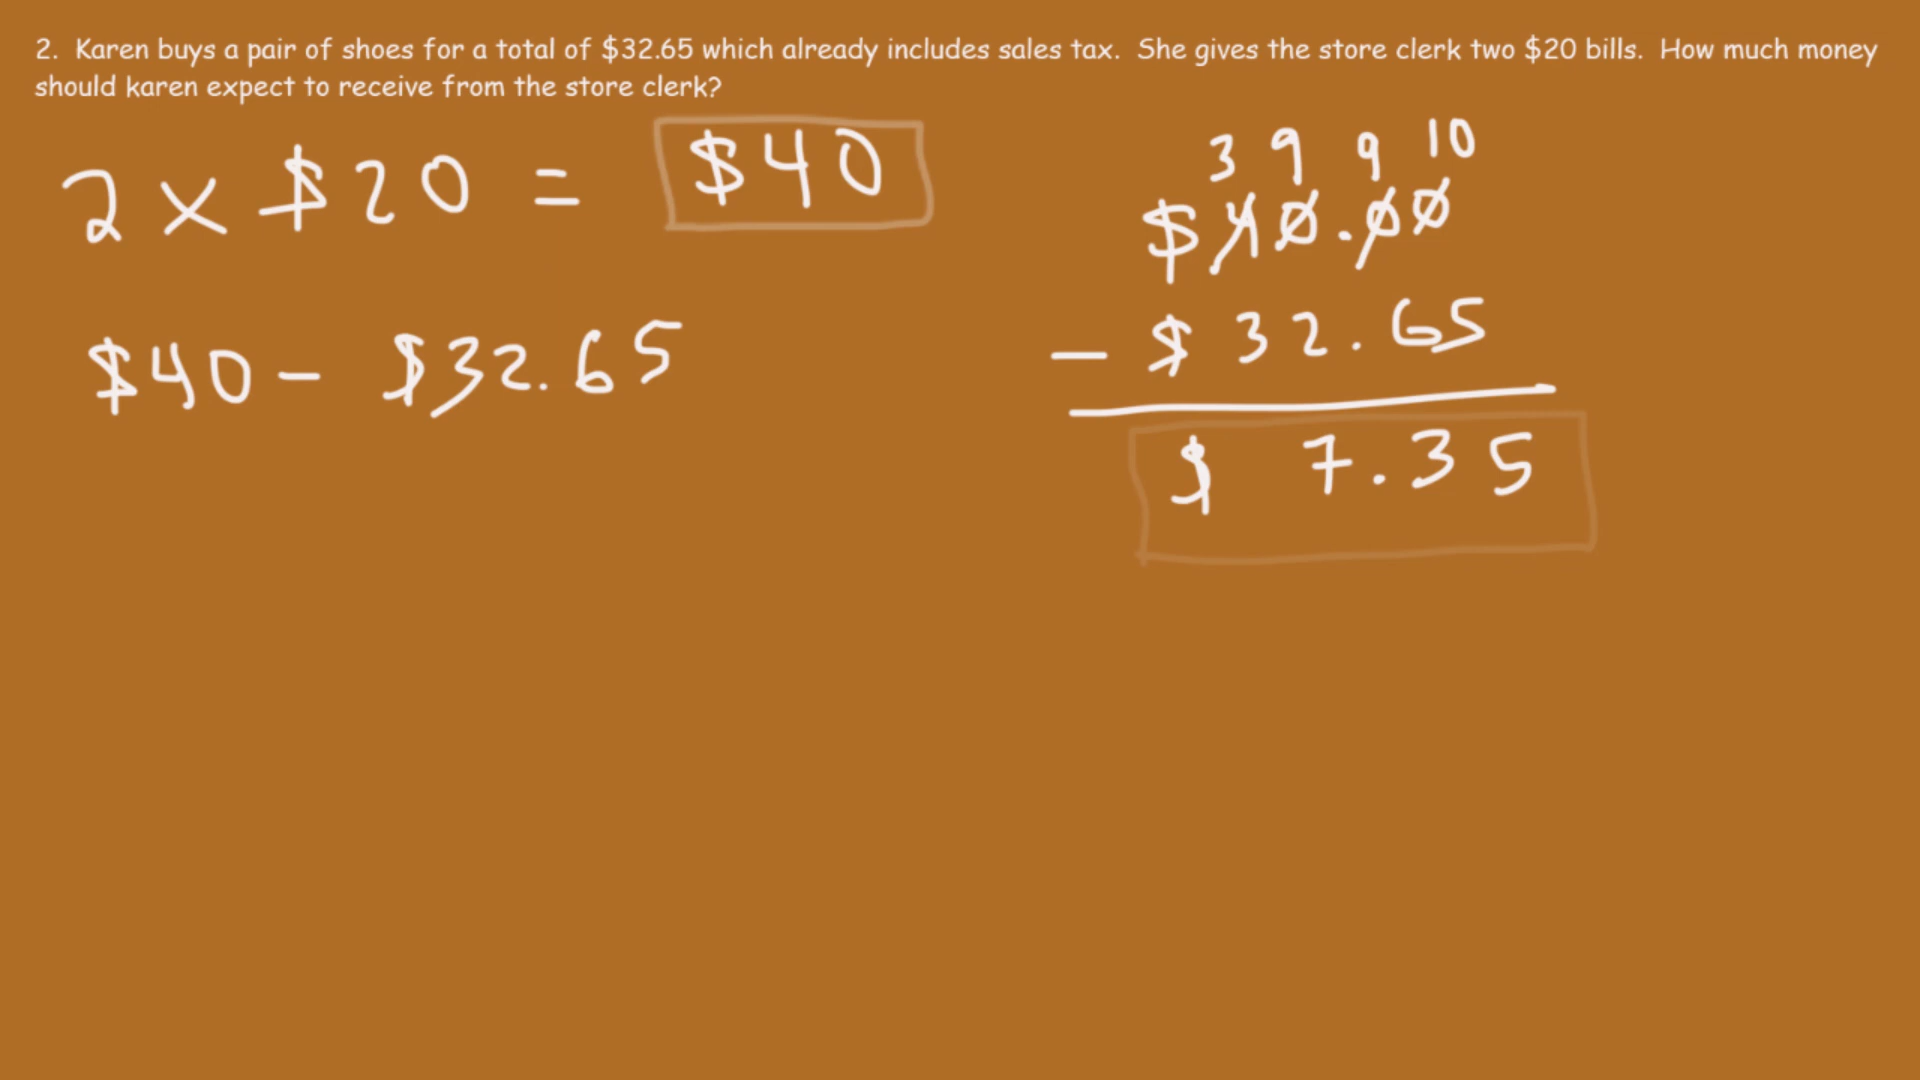 2. Karen buys a pair of shoes for a total of $32.65 which already includes sales tax. She gives the store clerk two $20 bills. How much money
should karen expect to receive from the store clerk?
2 x $20 = $40
$40 - $32.65
3 9 9 10
$40.00
- $32.65
$ 7.35